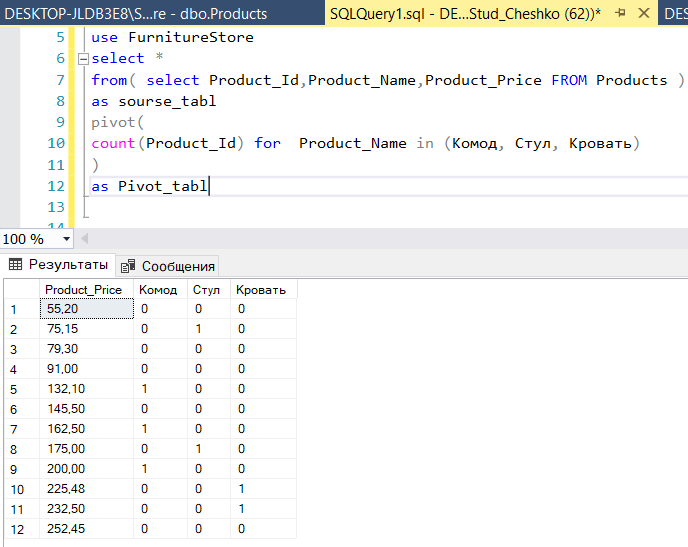 DESKTOP-JLDB3E8\S...re - dbo.Products SQLQuery1.sql - DE...Stud_Cheshko (62))* DES
5 use FurnitureStore
6 select *
7 from( select Product_Id,Product_Name,Product_Price FROM Products )
8 as sourse_tabl
9 pivot(
10 count(Product_Id) for Product_Name in (Комод, Стул, Кровать)
11 )
12 as Pivot_tabl
13
14
100 %
Результаты Сообщения
Product_Price Комод Стул Кровать
1 55,20 0 0 0
2 75,15 0 1 0
3 79,30 0 0 0
4 91,00 0 0 0
5 132,10 1 0 0
6 145,50 0 0 0
7 162,50 1 0 0
8 175,00 0 1 0
9 200,00 1 0 0
10 225,48 0 0 1
11 232,50 0 0 1
12 252,45 0 0 0